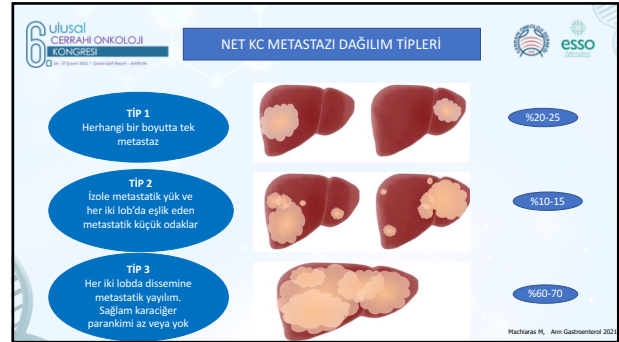 6. ulusal
CERRAHİ ONKOLOJİ
KONGRESİ
NET KC METASTAZI DAĞILIM TİPLERİ
esso
TİP 1
Herhangi bir boyutta tek
metastaz
%20-25
TİP 2
İzole metastatik yük ve
her iki lob'da eşlik eden
metastatik küçük odaklar
%10-15
TİP 3
Her iki lobda dissemine
metastatik yayılım.
Sağlam karaciğer
parankimi az veya yok
%60-70
Machiaras M, Ann Gastroenterol 2021